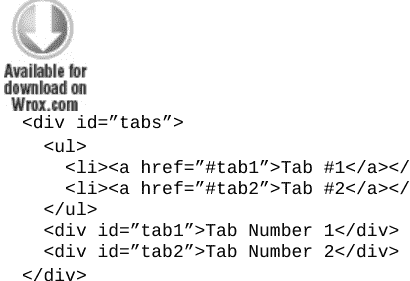 Available for
download on
Wrox.com
<div id=”tabs”>
<ul>
<li><a href=”#tab1”>Tab #1</a></
<li><a href=”#tab2”>Tab #2</a></
</ul>
<div id=”tab1”>Tab Number 1</div>
<div id=”tab2”>Tab Number 2</div>
</div>